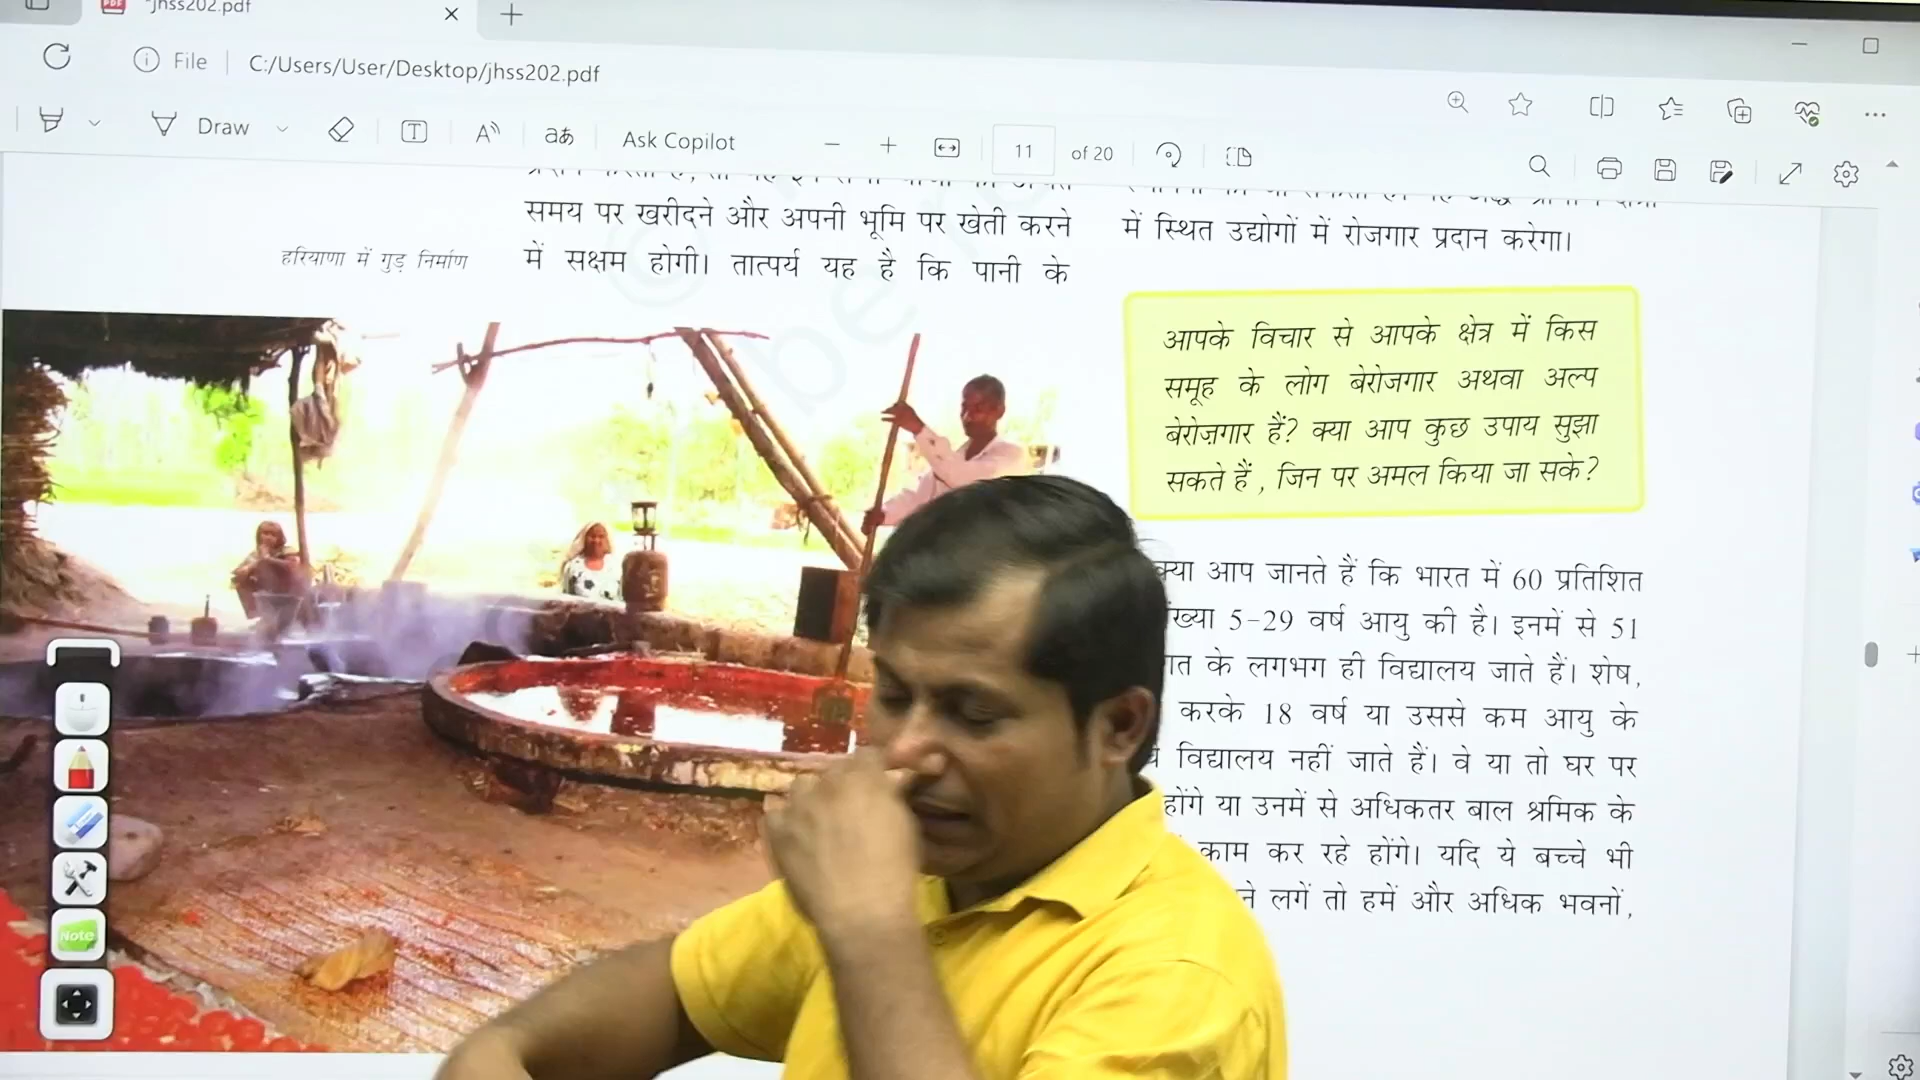 jhss202.pdf
File
C:/Users/User/Desktop/jhss202.pdf
Draw
Ask Copilot
11 of 20
हरियाणा में गुड़ निर्माण
समय पर खरीदने और अपनी भूमि पर खेती करने
में सक्षम होगी। तात्पर्य यह है कि पानी के
में स्थित उद्योगों में रोजगार प्रदान करेगा।
आपके विचार से आपके क्षेत्र में किस
समूह के लोग बेरोजगार अथवा अल्प
बेरोज़गार हैं? क्या आप कुछ उपाय सुझा
सकते हैं, जिन पर अमल किया जा सके?
क्या आप जानते हैं कि भारत में 60 प्रतिशित
5-29 वर्ष आयु की है। इनमें से 51
के लगभग ही विद्यालय जाते हैं। शेष,
करके 18 वर्ष या उससे कम आयु के
विद्यालय नहीं जाते हैं। वे या तो घर पर
होंगे या उनमें से अधिकतर बाल श्रमिक के
काम कर रहे होंगे। यदि ये बच्चे भी
लगें तो हमें और अधिक भवनों,
Note